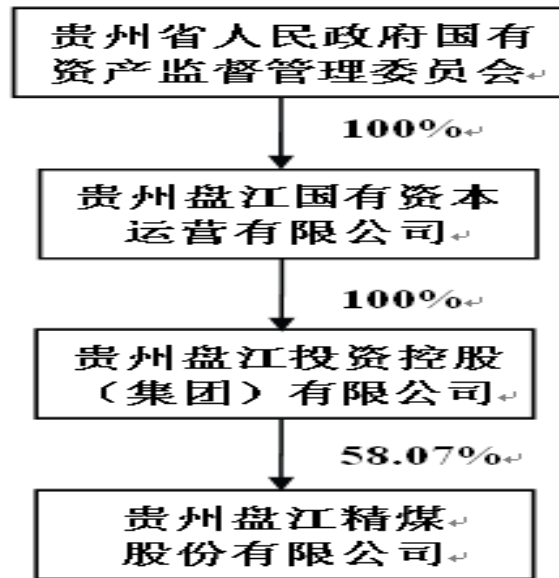 贵州省人民政府国有
资产监督管理委员会
100%
贵州盘江国有资本
运营有限公司
100%
贵州盘江投资控股
（集团）有限公司
58.07%
贵州盘江精煤
股份有限公司